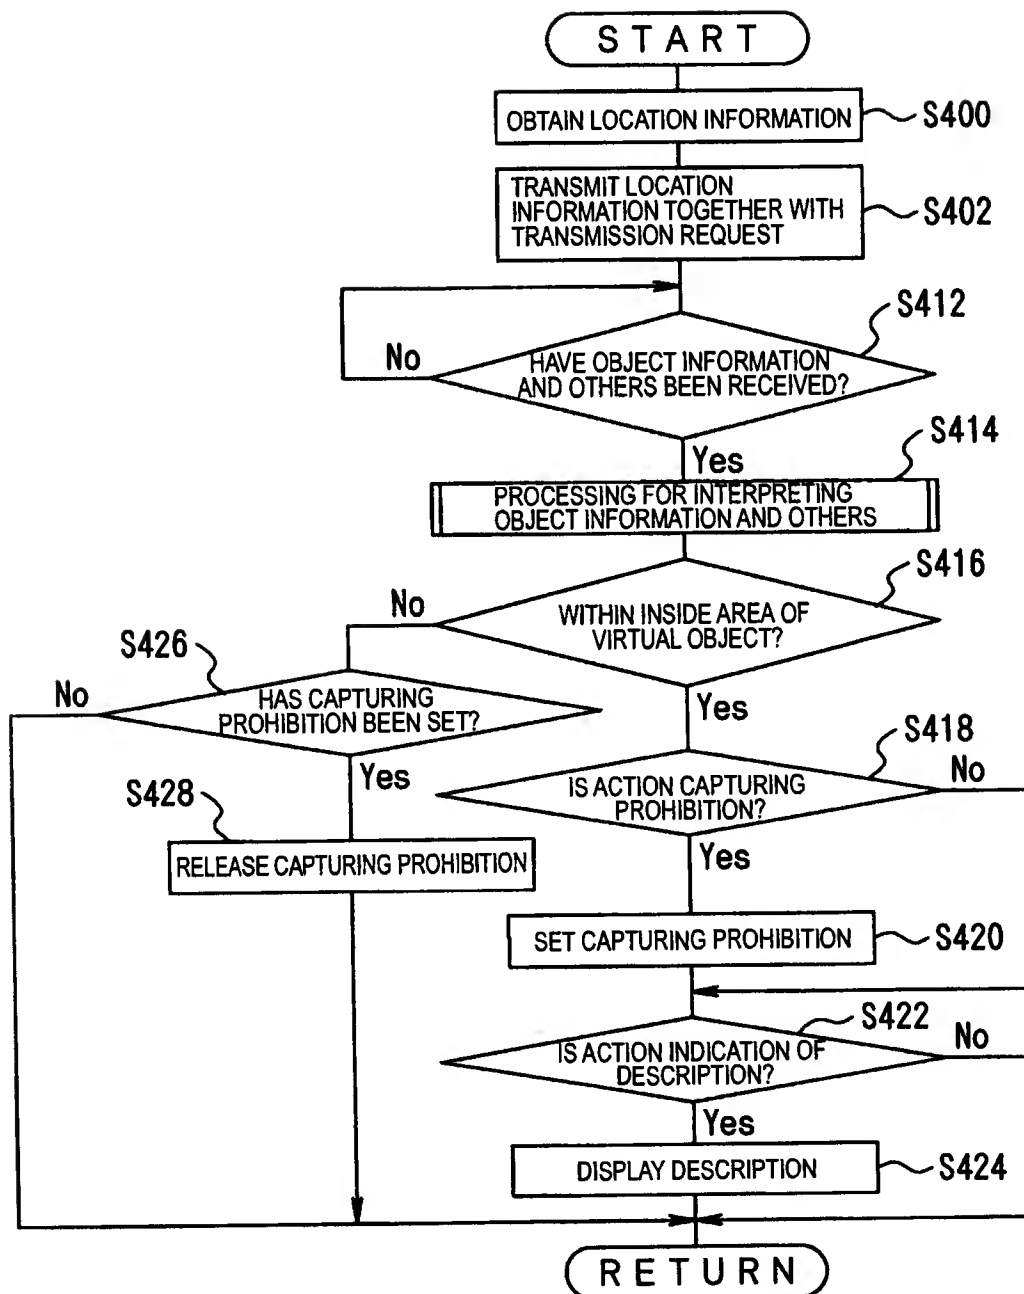 START
OBTAIN LOCATION INFORMATION
S400
TRANSMIT LOCATION
INFORMATION TOGETHER WITH
TRANSMISSION REQUEST
S402
S412
No
HAVE OBJECT INFORMATION
AND OTHERS BEEN RECEIVED?
Yes
S414
PROCESSING FOR INTERPRETING
OBJECT INFORMATION AND OTHERS
S416
No
WITHIN INSIDE AREA OF
VIRTUAL OBJECT?
S426
No
HAS CAPTURING
PROHIBITION BEEN SET?
Yes
Yes
S418
No
IS ACTION CAPTURING
PROHIBITION?
S428
RELEASE CAPTURING PROHIBITION
Yes
SET CAPTURING PROHIBITION
S420
S422
No
IS ACTION INDICATION OF
DESCRIPTION?
Yes
DISPLAY DESCRIPTION
S424
RETURN